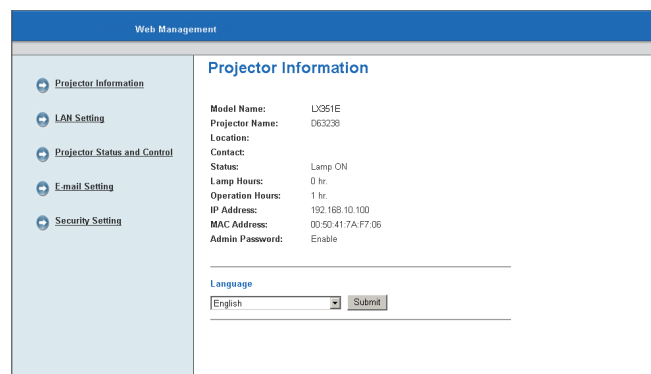 Web Management
Projector Information
LAN Setting
Projector Status and Control
E-mail Setting
Security Setting
Projector Information
Model Name: LX351E
Projector Name: D63238
Location:
Contact:
Status: Lamp ON
Lamp Hours: 0 hr.
Operation Hours: 1 hr.
IP Address: 192.168.10.100
MAC Address: 00:50:41:7A:F7:06
Admin Password: Enable
Language
English Submit